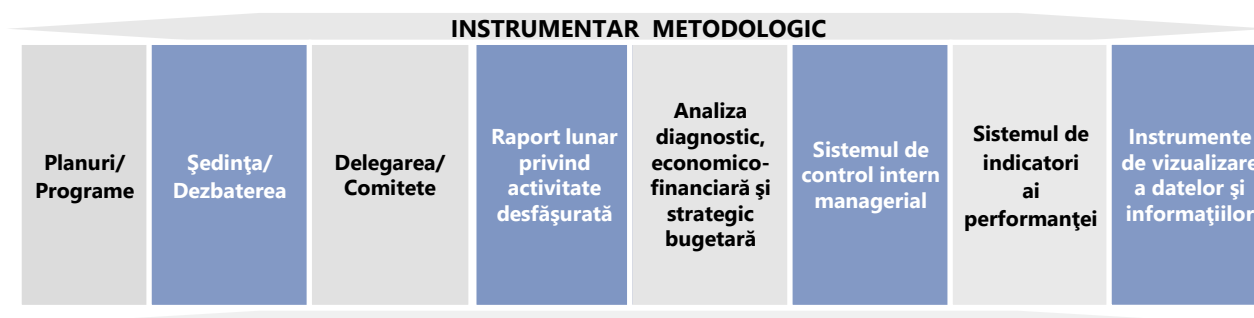 INSTRUMENTAR METODOLOGIC
Planuri/
Programe
Şedinţa/
Dezbaterea
Delegarea/
Comitete
Raport lunar
privind
activitate
desfăşurată
Analiza
diagnostic,
economico-
financiară şi
strategic
bugetară
Sistemul de
control intern
managerial
Sistemul de
indicatori
ai
performanţei
Instrumente
de vizualizare
a datelor şi
informaţiilor